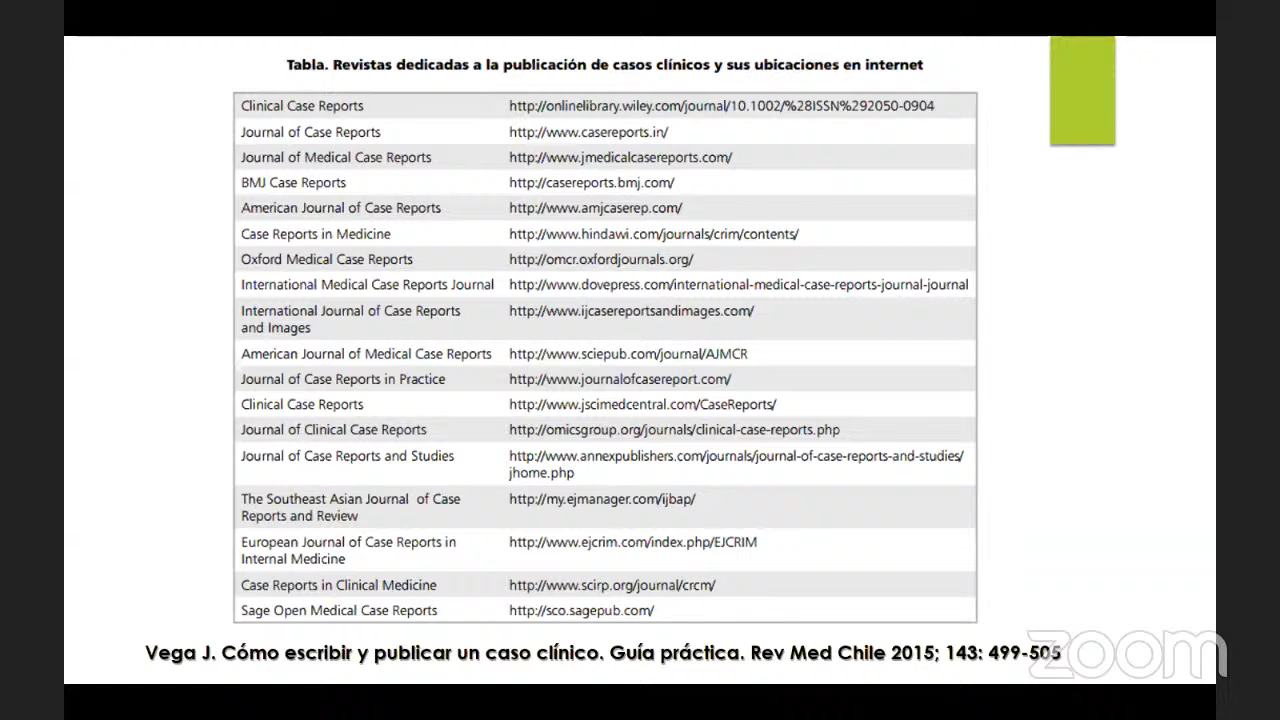 Tabla. Revistas dedicadas a la publicación de casos clínicos y sus ubicaciones en internet
Clinical Case Reports http://onlinelibrary.wiley.com/journal/10.1002/%28ISSN%292050-0904
Journal of Case Reports http://www.casereports.in/
Journal of Medical Case Reports http://www.jmedicalcasereports.com/
BMJ Case Reports http://casereports.bmj.com/
American Journal of Case Reports http://www.amjcaserep.com/
Case Reports in Medicine http://www.hindawi.com/journals/crim/contents/
Oxford Medical Case Reports http://omcr.oxfordjournals.org/
International Medical Case Reports Journal http://www.dovepress.com/international-medical-case-reports-journal-journal
International Journal of Case Reports http://www.ijcasereportsandimages.com/
and Images
American Journal of Medical Case Reports http://www.sciepub.com/journal/AJMCR
Journal of Case Reports in Practice http://www.journalofcasereport.com/
Clinical Case Reports http://www.jscimedcentral.com/CaseReports/
Journal of Clinical Case Reports http://omicsgroup.org/journals/clinical-case-reports.php
Journal of Case Reports and Studies http://www.annexpublishers.com/journals/journal-of-case-reports-and-studies/
jhome.php
The Southeast Asian Journal of Case http://my.ejmanager.com/ijbap/
Reports and Review
European Journal of Case Reports in http://www.ejcrim.com/index.php/EJCRIM
Internal Medicine
Case Reports in Clinical Medicine http://www.scirp.org/journal/crcm/
Sage Open Medical Case Reports http://sco.sagepub.com/
Vega J. Cómo escribir y publicar un caso clínico. Guía práctica. Rev Med Chile 2015; 143: 499-505
zoom